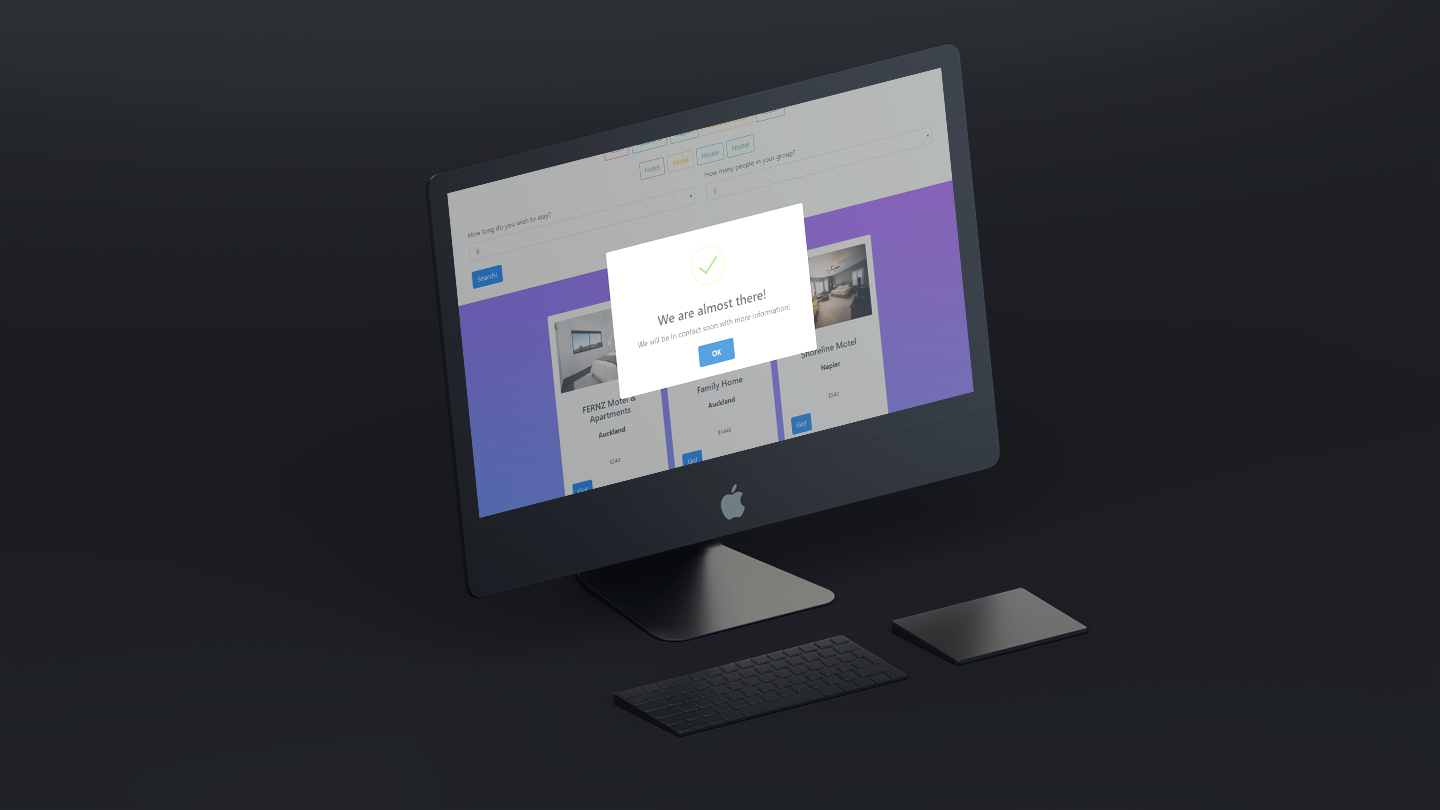 Hotel
Motel
House
Hostel
How long do you wish to stay?
6
How many people in your group?
3
Search!
We are almost there!
We will be in contact soon with more information!
OK
FERNZ Motel &
Apartments
Auckland
$540
Go!
Family Home
Auckland
$1440
Go!
Shoreline Motel
Napier
$540
Go!